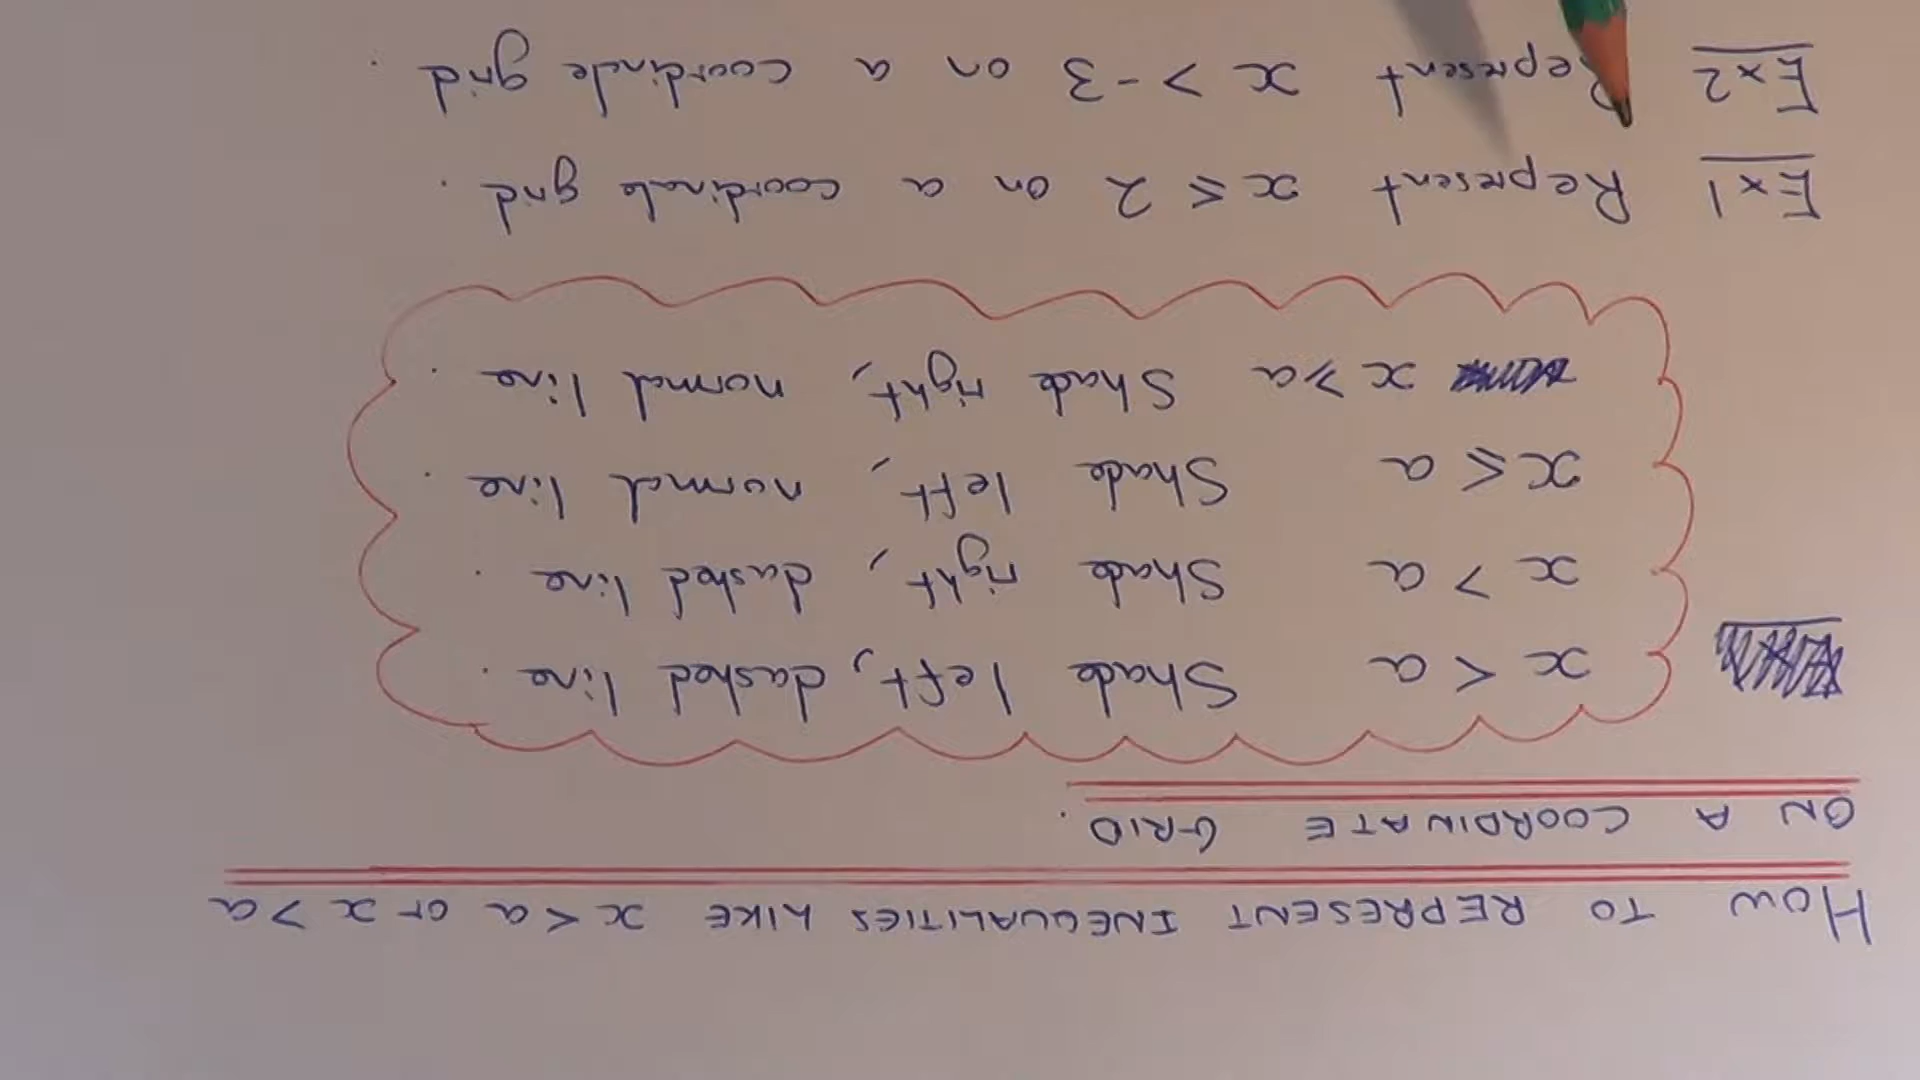 HOW TO REPRESENT INEQUALITIES LIKE x < a or x > a
ON A COORDINATE GRID.
x < a Shade left, dashed line.
x > a Shade right, dashed line.
x ≤ a Shade left, normal line.
x ≥ a Shade right, normal line.
Ex1 Represent x ≤ 2 on a coordinate grid.
Ex2 Represent x > -3 on a coordinate grid.